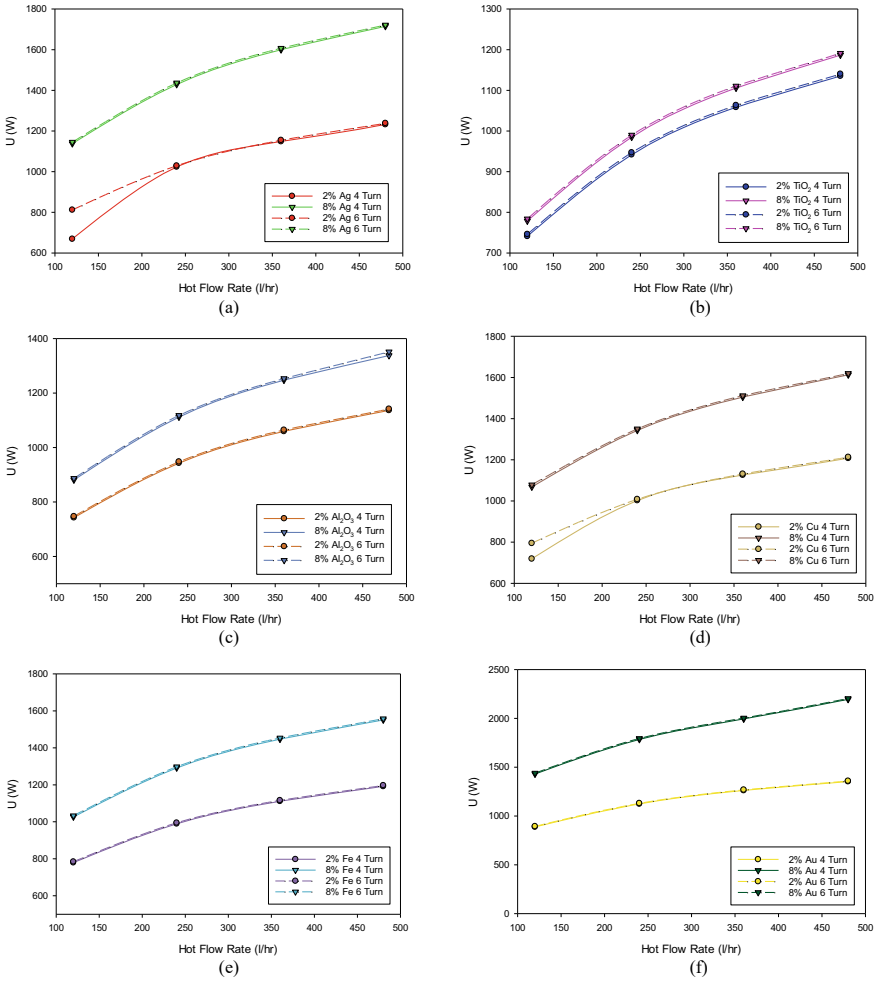 1800
1600
1400
1200
1000
800
600
U (W)
2% Ag 4 Turn
8% Ag 4 Turn
2% Ag 6 Turn
8% Ag 6 Turn
100 150 200 250 300 350 400 450 500
Hot Flow Rate (l/hr)
(a)
1300
1200
1100
1000
900
800
700
U (W)
2% TiO₂ 4 Turn
8% TiO₂ 4 Turn
2% TiO₂ 6 Turn
8% TiO₂ 6 Turn
100 150 200 250 300 350 400 450 500
Hot Flow Rate (l/hr)
(b)
1400
1200
1000
800
600
U (W)
2% Al₂O₃ 4 Turn
8% Al₂O₃ 4 Turn
2% Al₂O₃ 6 Turn
8% Al₂O₃ 6 Turn
100 150 200 250 300 350 400 450 500
Hot Flow Rate (l/hr)
(c)
1800
1600
1400
1200
1000
800
600
U (W)
2% Cu 4 Turn
8% Cu 4 Turn
2% Cu 6 Turn
8% Cu 6 Turn
100 150 200 250 300 350 400 450 500
Hot Flow Rate (l/hr)
(d)
1800
1600
1400
1200
1000
800
600
U (W)
2% Fe 4 Turn
8% Fe 4 Turn
2% Fe 6 Turn
8% Fe 6 Turn
100 150 200 250 300 350 400 450 500
Hot Flow Rate (l/hr)
(e)
2500
2000
1500
1000
500
0
U (W)
2% Au 4 Turn
8% Au 4 Turn
2% Au 6 Turn
8% Au 6 Turn
100 150 200 250 300 350 400 450 500
Hot Flow Rate (l/hr)
(f)